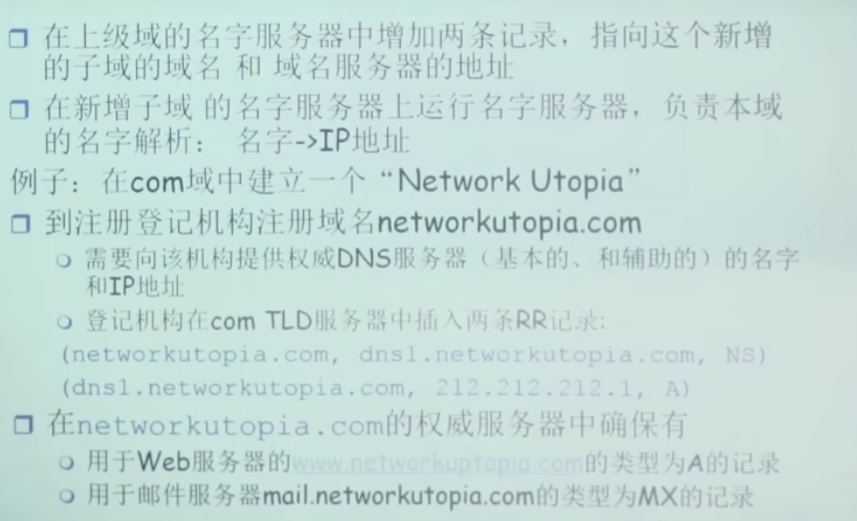 在上级域的名字服务器中增加两条记录，指向这个新增
的子域的域名 和 域名服务器的地址
在新增子域 的名字服务器上运行名字服务器，负责本域
的名字解析： 名字->IP地址
例子：在com域中建立一个“Network Utopia”
到注册登记机构注册域名networkutopia.com
需要向该机构提供权威DNS服务器（基本的、和辅助的）的名字
和IP地址
登记机构在com TLD服务器中插入两条RR记录:
(networkutopia.com, dns1.networkutopia.com, NS)
(dns1.networkutopia.com, 212.212.212.1, A)
在networkutopia.com的权威服务器中确保有
用于Web服务器的www.networkuptopia.com的类型为A的记录
用于邮件服务器mail.networkutopia.com的类型为MX的记录